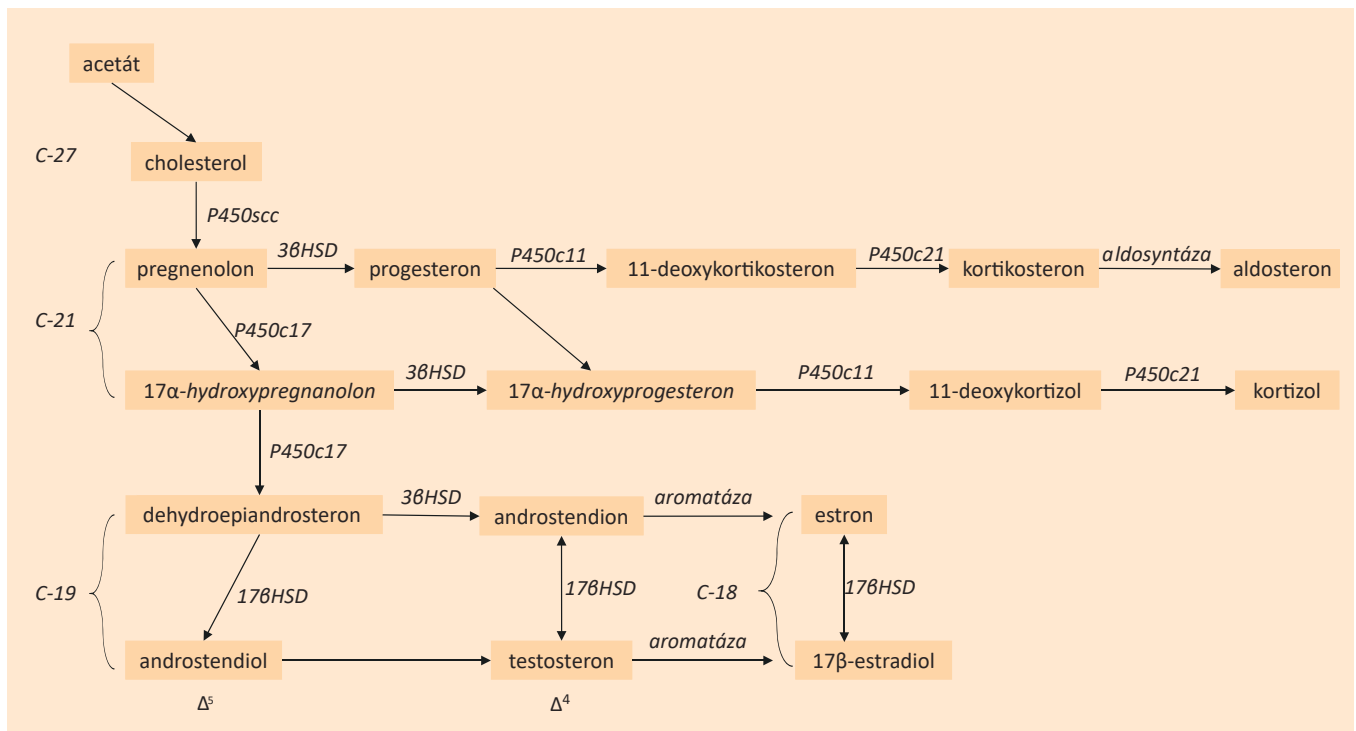 acetát
C-27
cholesterol
P450scc
3βHSD
P450c11
P450c21
aldosyntáza
pregnenolon
progesteron
11-deoxykortikosteron
kortikosteron
aldosteron
C-21
P450c17
3βHSD
P450c11
P450c21
17α-hydroxypregnanolon
17α-hydroxyprogesteron
11-deoxykortizol
kortizol
P450c17
3βHSD
aromatáza
dehydroepiandrosteron
androstendion
estron
C-19
17βHSD
17βHSD
C-18
17βHSD
aromatáza
androstendiol
testosteron
17β-estradiol
Δ⁵
Δ⁴